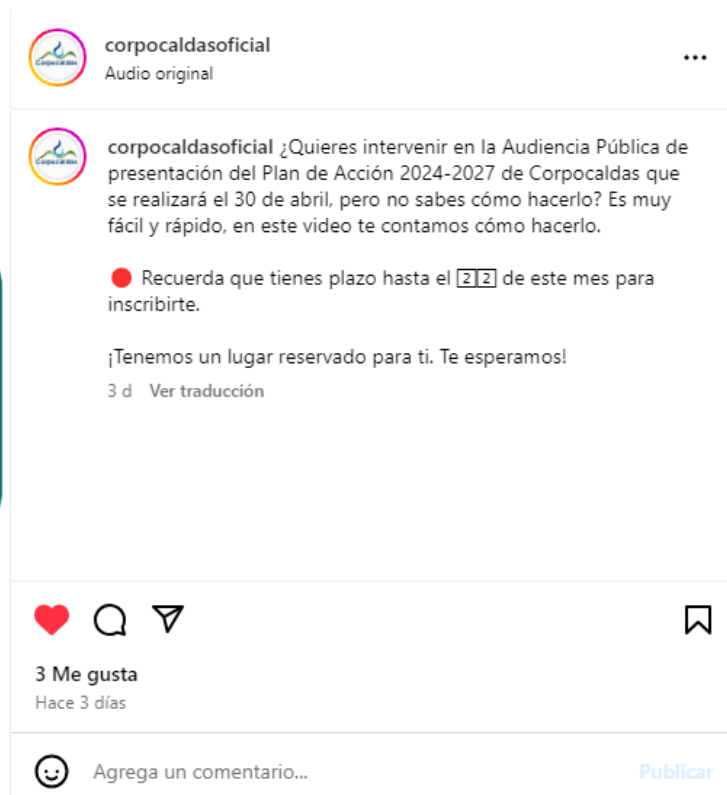 corpocaldasoficial
Audio original
Corpocaldas
corpocaldasoficial ¿Quieres intervenir en la Audiencia Pública de
presentación del Plan de Acción 2024-2027 de Corpocaldas que
se realizará el 30 de abril, pero no sabes cómo hacerlo? Es muy
fácil y rápido, en este video te contamos cómo hacerlo.
🔴 Recuerda que tienes plazo hasta el 2️⃣2️⃣ de este mes para
inscribirte.
¡Tenemos un lugar reservado para ti. Te esperamos!
3 d Ver traducción
3 Me gusta
Hace 3 días
Agrega un comentario... Publicar